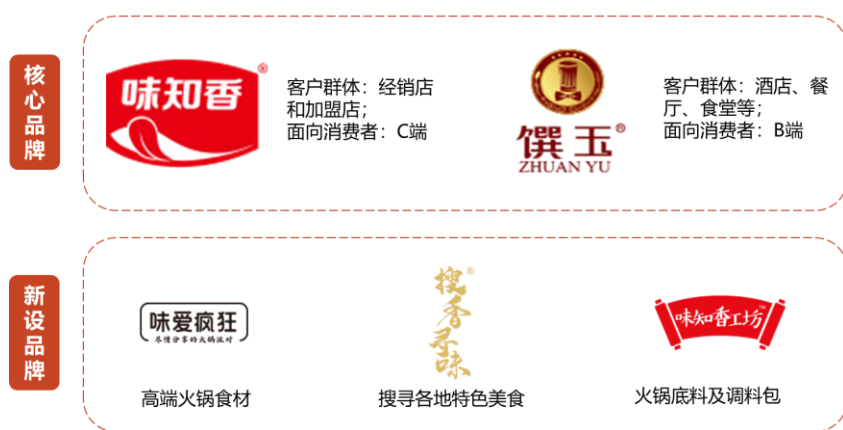 核心品牌
味知香®
客户群体：经销店
和加盟店；
面向消费者：C端
馔玉®
ZHUAN YU
客户群体：酒店、餐
厅、食堂等；
面向消费者：B端
新设品牌
味爱疯狂
尽情分享的火锅派对
高端火锅食材
搜香寻味®
搜寻各地特色美食
味知香工坊™
火锅底料及调料包